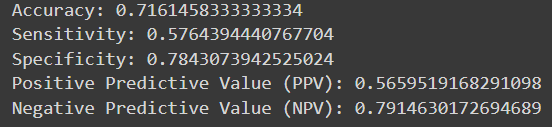 Accuracy: 0.7161458333333334
Sensitivity: 0.5764394440767704
Specificity: 0.7843073942525024
Positive Predictive Value (PPV): 0.5659519168291098
Negative Predictive Value (NPV): 0.7914630172694689